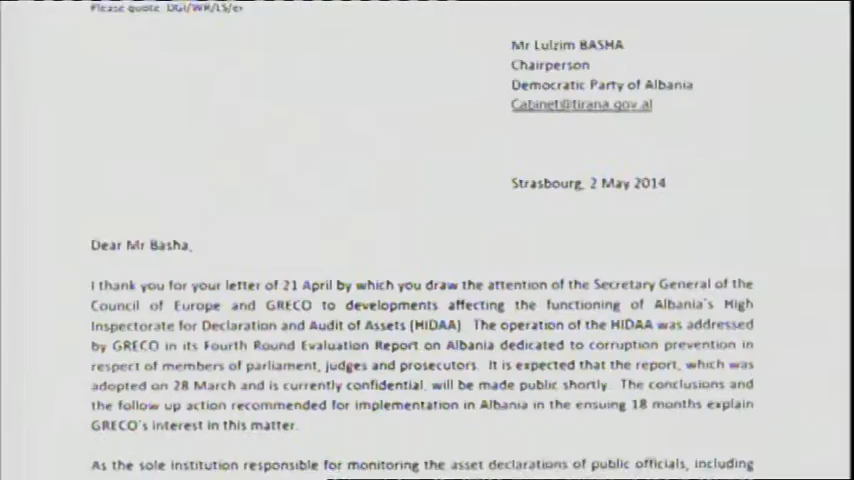 Please quote: DGI/WR/LS/er
Mr Lulzim BASHA
Chairperson
Democratic Party of Albania
Cabinet@tirana.gov.al
Strasbourg, 2 May 2014
Dear Mr Basha,
I thank you for your letter of 21 April by which you draw the attention of the Secretary General of the
Council of Europe and GRECO to developments affecting the functioning of Albania's High
Inspectorate for Declaration and Audit of Assets (HIDAA). The operation of the HIDAA was addressed
by GRECO in its Fourth Round Evaluation Report on Albania dedicated to corruption prevention in
respect of members of parliament, judges and prosecutors. It is expected that the report, which was
adopted on 28 March and is currently confidential, will be made public shortly. The conclusions and
the follow up action recommended for implementation in Albania in the ensuing 18 months explain
GRECO's interest in this matter.
As the sole institution responsible for monitoring the asset declarations of public officials, including